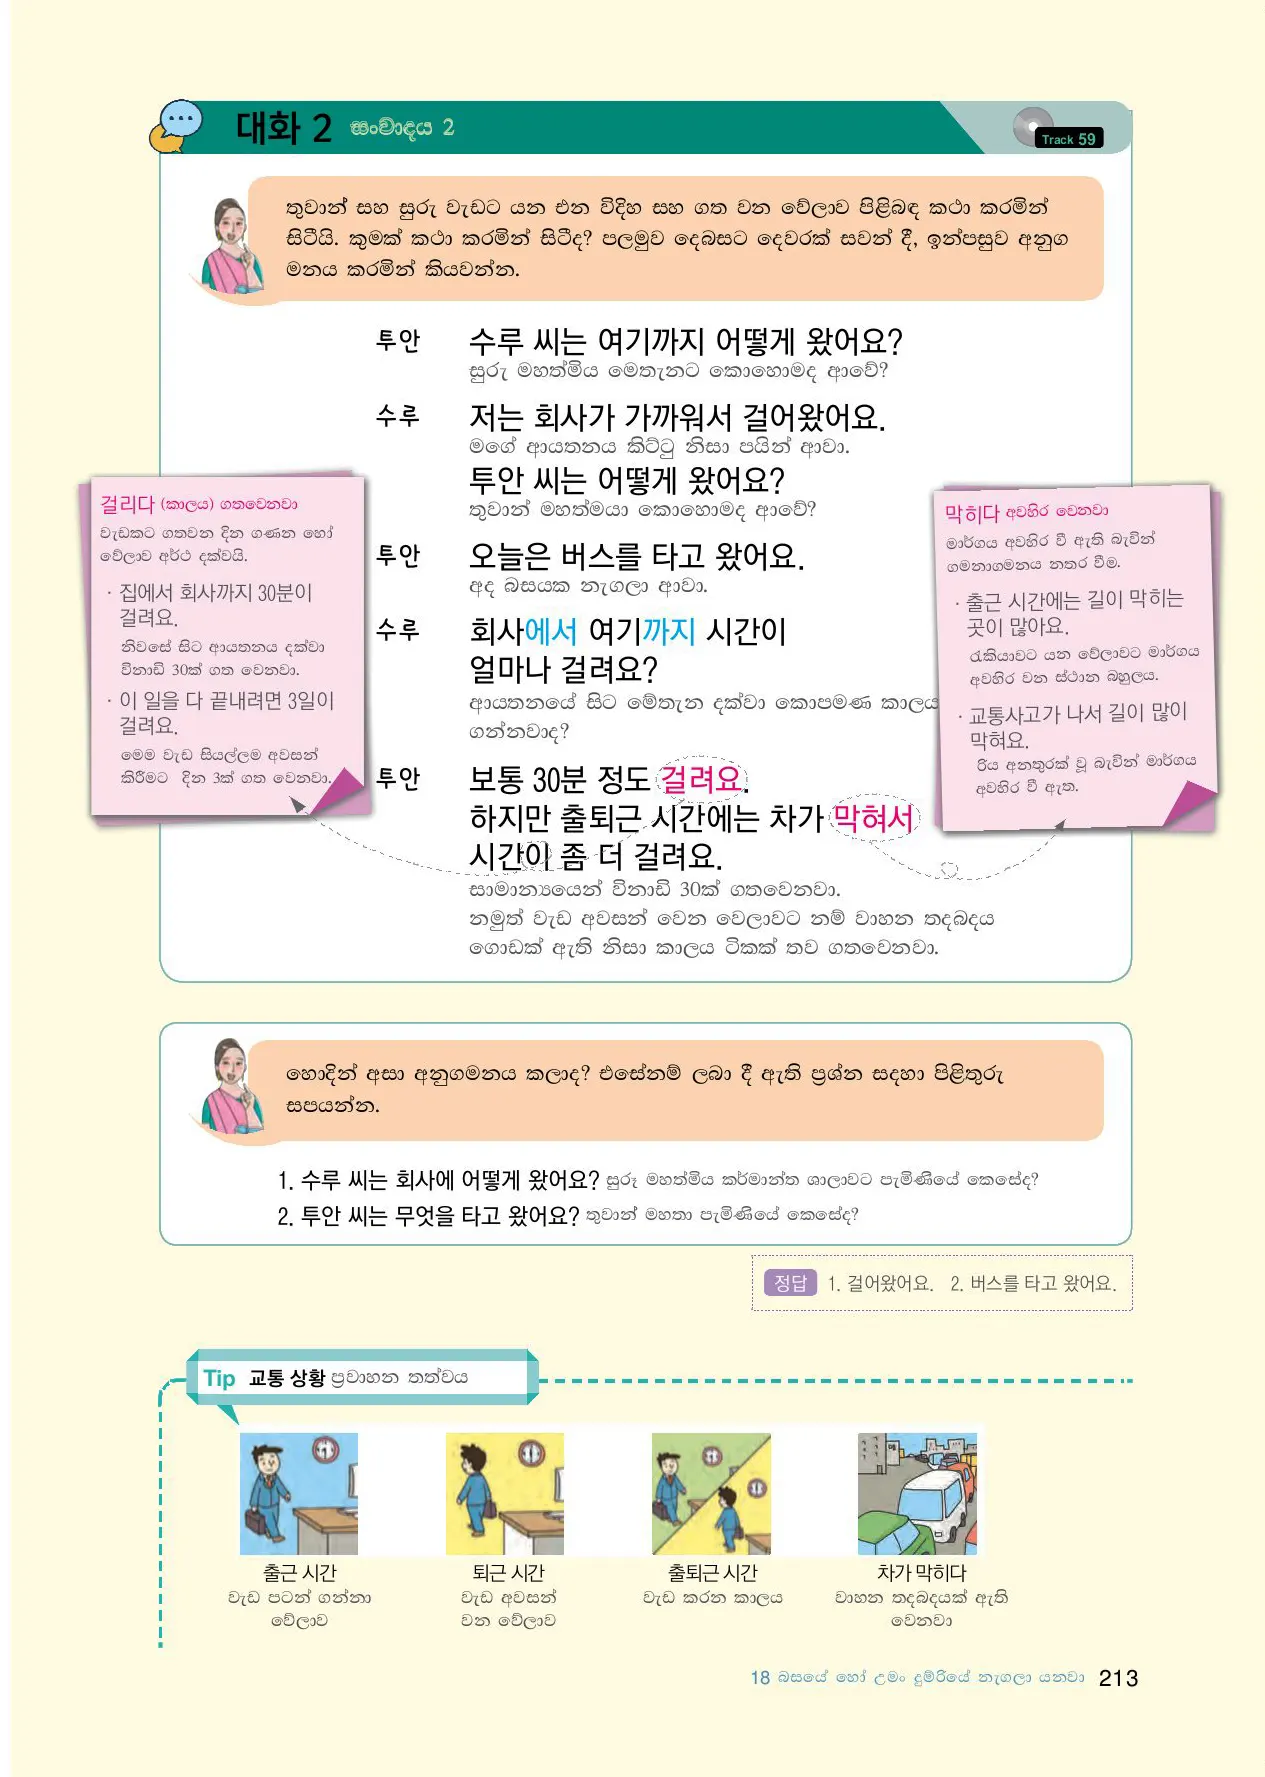 대화 2 සංවාදය 2
Track 59
තුවාන් සහ සුරු වැඩට යන එන විදිහ සහ ගත වන වේලාව පිළිබඳ කථා කරමින්
සිටියි. කුමක් කථා කරමින් සිටීද? පලමුව දෙබසට දෙවරක් සවන් දී, ඉන්පසුව අනුග
මනය කරමින් කියවන්න.
투안 수루 씨는 여기까지 어떻게 왔어요?
සුරු මහත්මිය මෙතැනට කොහොමද ආවේ?
수루 저는 회사가 가까워서 걸어왔어요.
මගේ ආයතනය කිට්ටු නිසා පයින් ආවා.
투안 씨는 어떻게 왔어요?
තුවාන් මහත්මයා කොහොමද ආවේ?
투안 오늘은 버스를 타고 왔어요.
අද බසයක නැගලා ආවා.
수루 회사에서 여기까지 시간이
얼마나 걸려요?
ආයතනයේ සිට මේතැන දක්වා කොපමණ කාලය
ගන්නවාද?
투안 보통 30분 정도 걸려요.
하지만 출퇴근 시간에는 차가 막혀서
시간이 좀 더 걸려요.
සාමාන්‍යයෙන් විනාඩි 30ක් ගතවෙනවා.
නමුත් වැඩ අවසන් වෙන වෙලාවට නම් වාහන තදබදය
ගොඩක් ඇති නිසා කාලය ටිකක් තව ගතවෙනවා.
걸리다 (කාලය) ගතවෙනවා
වැඩකට ගතවන දින ගණන හෝ
වේලාව අර්ථ දක්වයි.
· 집에서 회사까지 30분이
걸려요.
නිවසේ සිට ආයතනය දක්වා
විනාඩි 30ක් ගත වෙනවා.
· 이 일을 다 끝내려면 3일이
걸려요.
මෙම වැඩ සියල්ලම අවසන්
කිරීමට දින 3ක් ගත වෙනවා.
막히다 අවහිර වෙනවා
මාර්ගය අවහිර වී ඇති බැවින්
ගමනාගමනය නතර වීම.
· 출근 시간에는 길이 막히는
곳이 많아요.
රැකියාවට යන වේලාවට මාර්ගය
අවහිර වන ස්ථාන බහුලය.
· 교통사고가 나서 길이 많이
막혀요.
රිය අනතුරක් වූ බැවින් මාර්ගය
අවහිර වී ඇත.
හොදින් අසා අනුගමනය කලාද? එසේනම් ලබා දී ඇති ප්‍රශ්න සදහා පිළිතුරු
සපයන්න.
1. 수루 씨는 회사에 어떻게 왔어요? සුරූ මහත්මිය කර්මාන්ත ශාලාවට පැමිණියේ කෙසේද?
2. 투안 씨는 무엇을 타고 왔어요? තුවාන් මහතා පැමිණියේ කෙසේද?
정답 1. 걸어왔어요. 2. 버스를 타고 왔어요.
Tip 교통 상황 ප්‍රවාහන තත්වය
출근 시간
වැඩ පටන් ගන්නා
වේලාව
퇴근 시간
වැඩ අවසන්
වන වේලාව
출퇴근 시간
වැඩ කරන කාලය
차가 막히다
වාහන තදබදයක් ඇති
වෙනවා
18 බසයේ හෝ උමං දුම්රියේ නැගලා යනවා 213